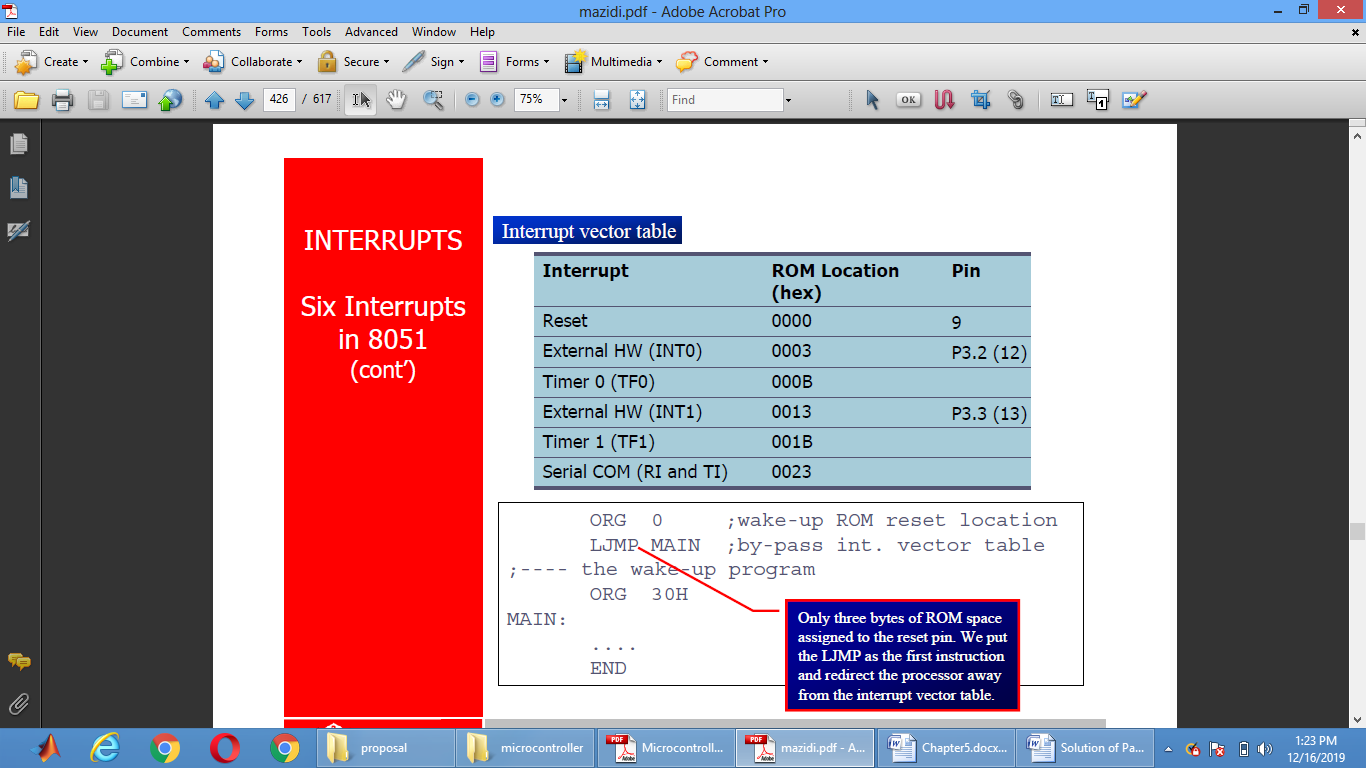 mazidi.pdf - Adobe Acrobat Pro
File Edit View Document Comments Forms Tools Advanced Window Help
Create Combine Collaborate Secure Sign Forms Multimedia Comment
426 / 617 75% Find OK
INTERRUPTS
Six Interrupts
in 8051
(cont’)
Interrupt vector table
Interrupt ROM Location Pin
(hex)
Reset 0000 9
External HW (INT0) 0003 P3.2 (12)
Timer 0 (TF0) 000B
External HW (INT1) 0013 P3.3 (13)
Timer 1 (TF1) 001B
Serial COM (RI and TI) 0023
ORG 0 ;wake-up ROM reset location
LJMP MAIN ;by-pass int. vector table
;---- the wake-up program
ORG 30H
MAIN:
....
END
Only three bytes of ROM space
assigned to the reset pin. We put
the LJMP as the first instruction
and redirect the processor away
from the interrupt vector table.
proposal microcontroller Microcontroll... mazidi.pdf - A... Chapter5.docx... Solution of Pa...
1:23 PM
12/16/2019